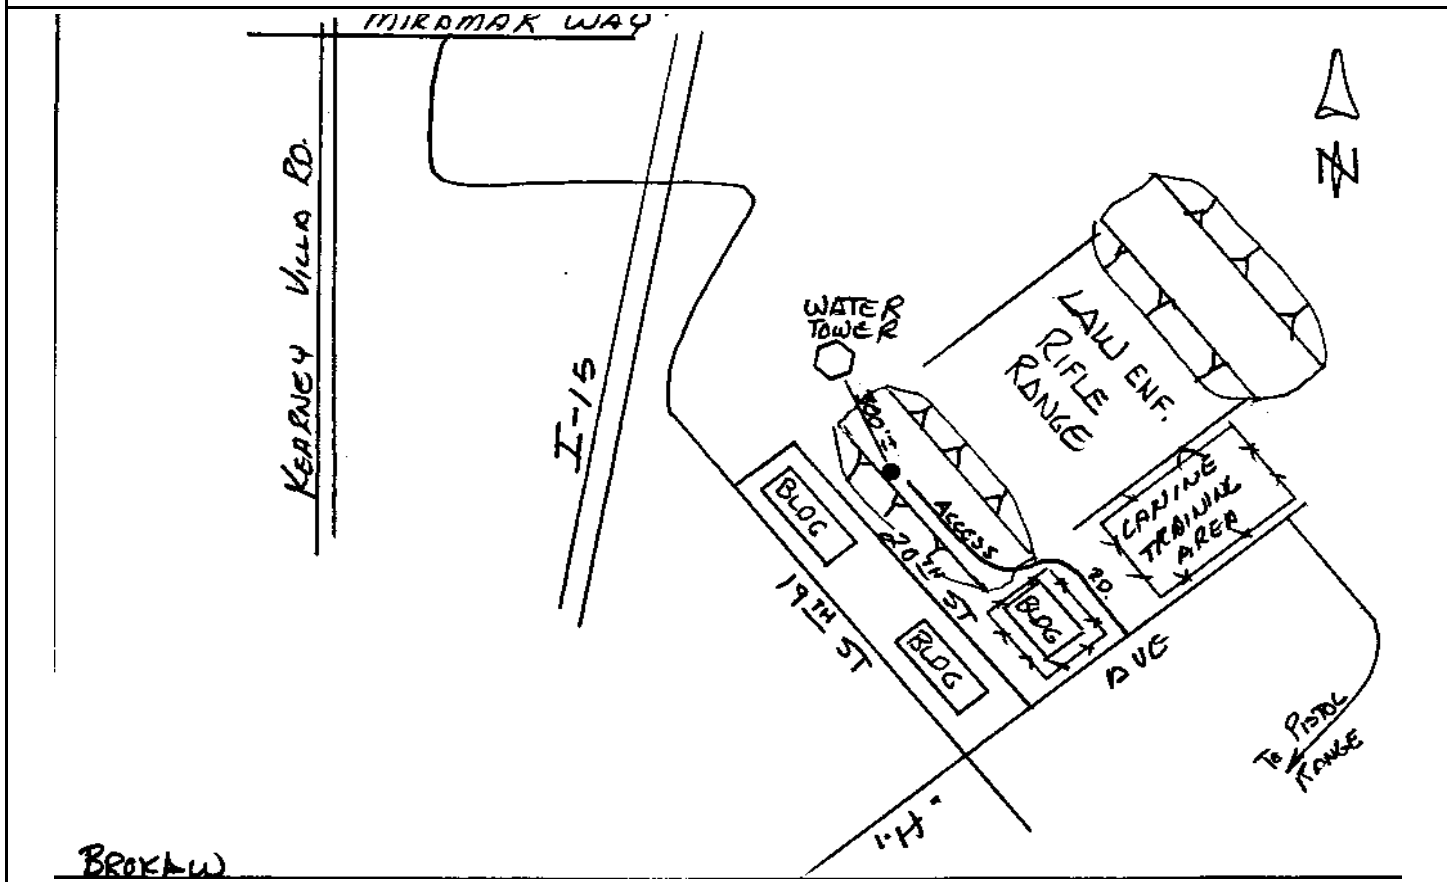 MIRAMAR WAY
KEARNEY VILLA RD.
I-15
N
WATER
TOWER
300'±
LAW ENF.
RIFLE
RANGE
CANINE
TRAINING
AREA
BLDG
ACCESS
RD.
20TH ST
BLDG
19TH ST
BLDG
"H" AVE
TO PISTOL
RANGE
BROKAW